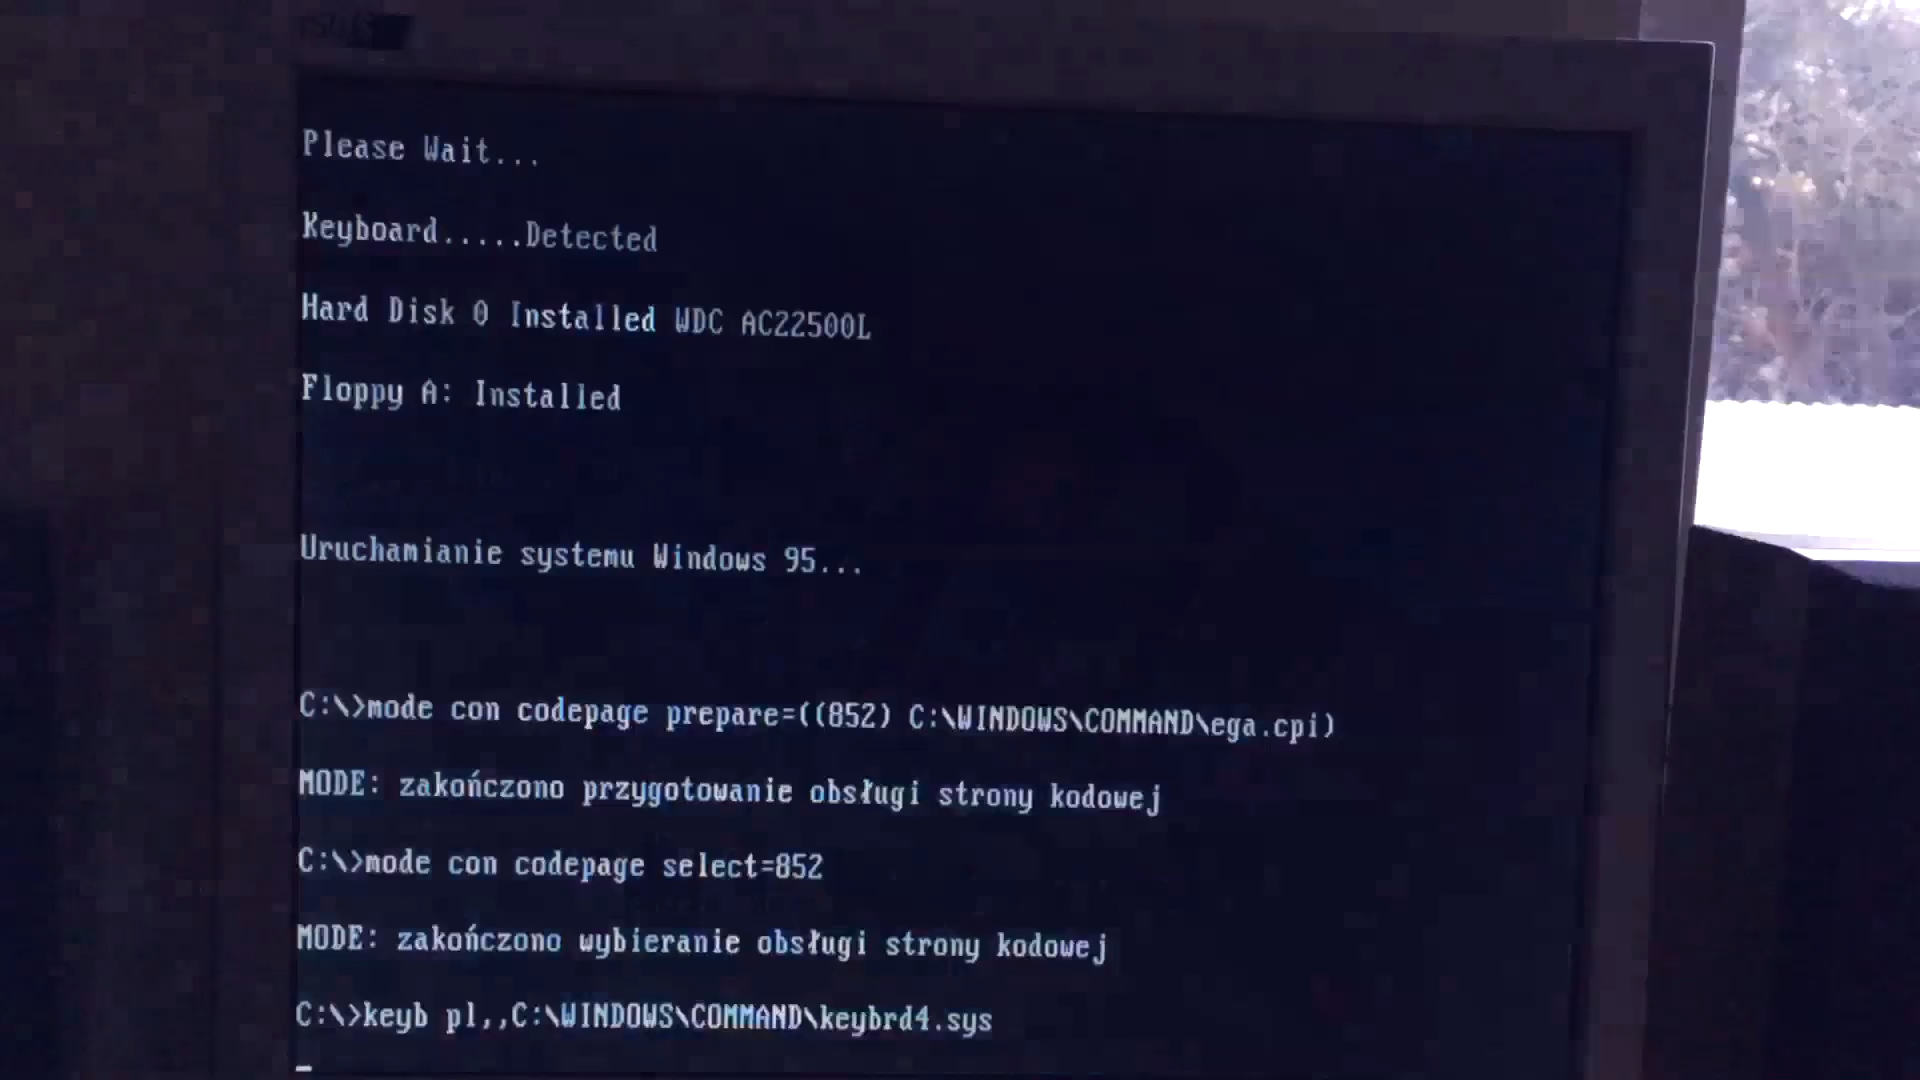 Please Wait...
Keyboard.....Detected
Hard Disk 0 Installed WDC AC22500L
Floppy A: Installed
Uruchamianie systemu Windows 95...
C:\>mode con codepage prepare=((852) C:\WINDOWS\COMMAND\ega.cpi)
MODE: zakończono przygotowanie obsługi strony kodowej
C:\>mode con codepage select=852
MODE: zakończono wybieranie obsługi strony kodowej
C:\>keyb pl,,C:\WINDOWS\COMMAND\keybrd4.sys